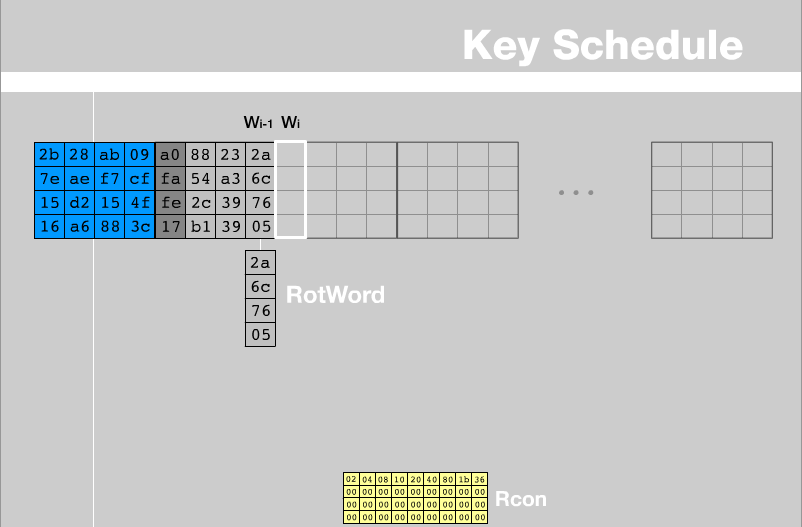 Key Schedule
Wi-1 Wi
2b 28 ab 09 a0 88 23 2a
7e ae f7 cf fa 54 a3 6c
15 d2 15 4f fe 2c 39 76
16 a6 88 3c 17 b1 39 05
...
2a
6c
76
05
RotWord
02 04 08 10 20 40 80 1b 36
00 00 00 00 00 00 00 00 00
00 00 00 00 00 00 00 00 00
00 00 00 00 00 00 00 00 00
Rcon